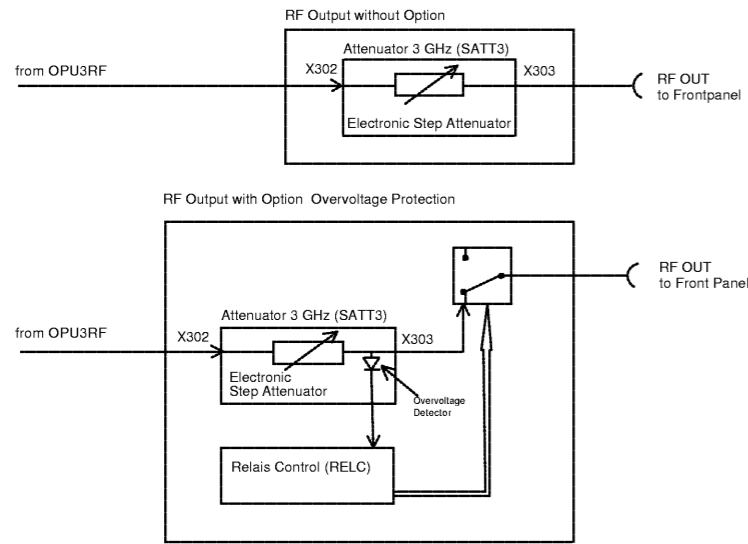 RF Output without Option
Attenuator 3 GHz (SATT3)
from OPU3RF
X302
X303
RF OUT
to Frontpanel
Electronic Step Attenuator
RF Output with Option Overvoltage Protection
RF OUT
to Front Panel
Attenuator 3 GHz (SATT3)
from OPU3RF
X302
X303
Electronic
Step Attenuator
Overvoltage
Detector
Relais Control (RELC)